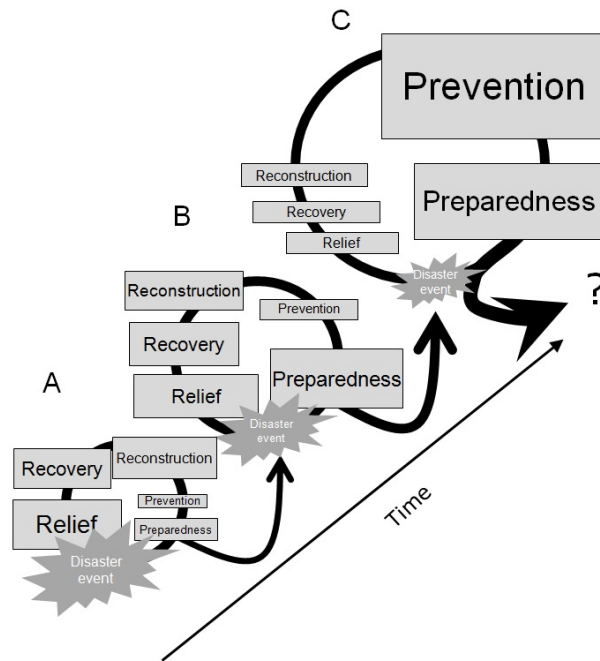 C
Prevention
Reconstruction
Preparedness
Recovery
Relief
B
Disaster
event
?
Reconstruction
Prevention
Recovery
Preparedness
A
Relief
Disaster
event
Reconstruction
Recovery
Prevention
Relief
Preparedness
Time
Disaster
event